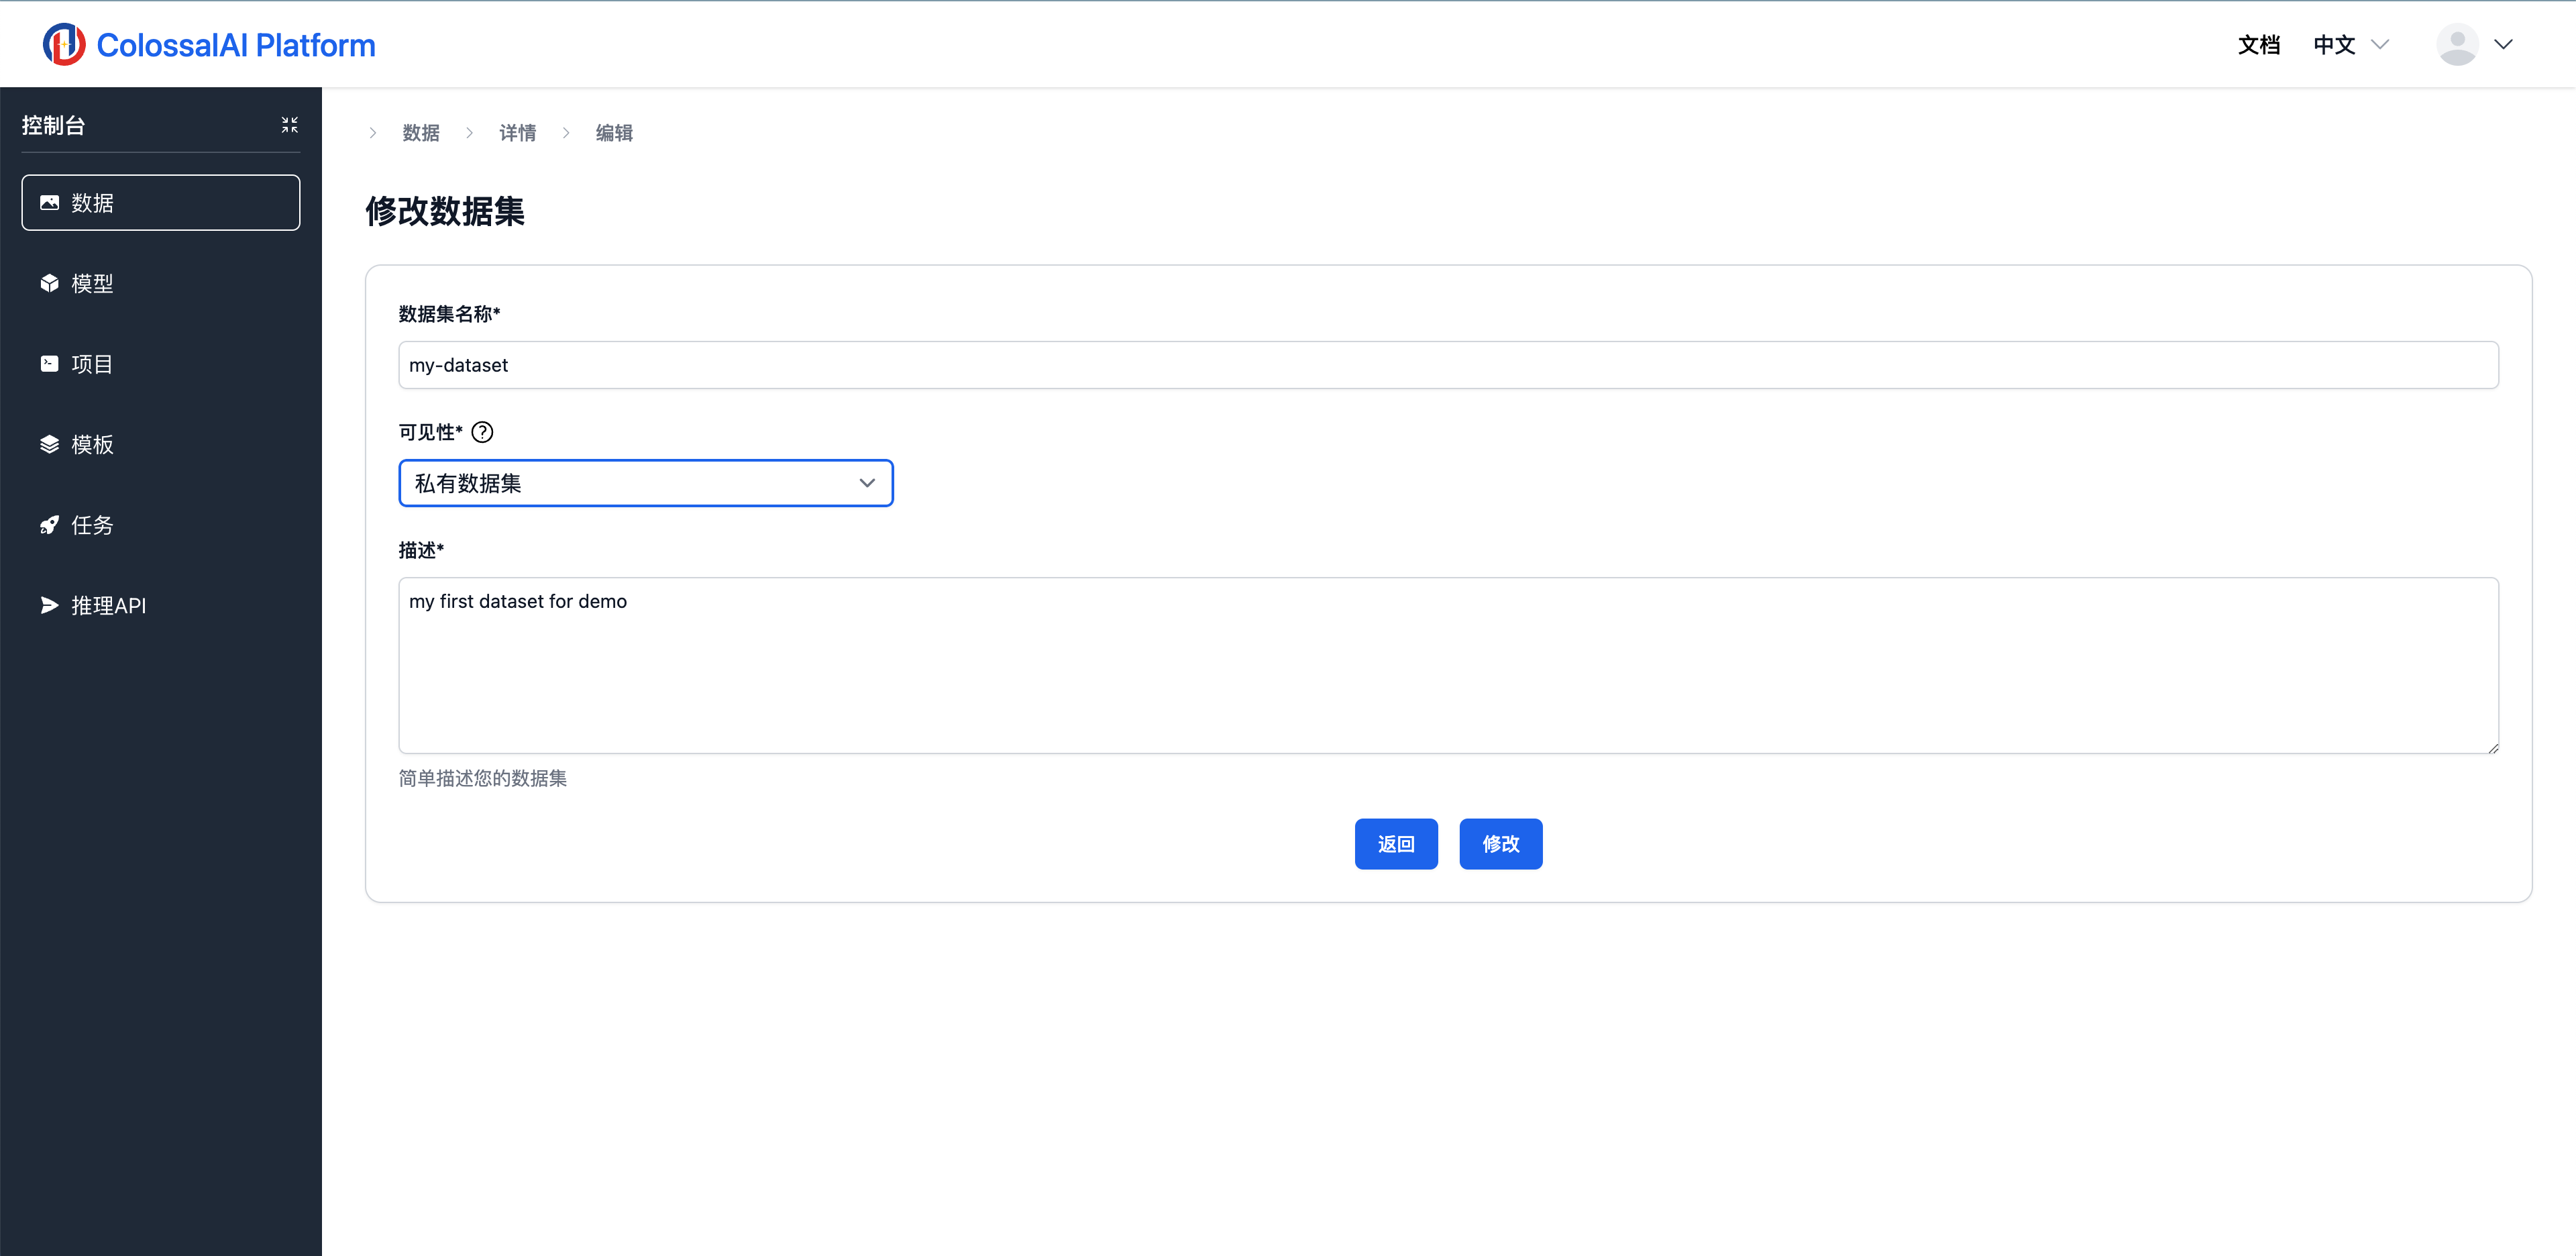 ColossalAI Platform
文档
中文
控制台
数据
模型
项目
模板
任务
推理API
数据
详情
编辑
修改数据集
数据集名称*
my-dataset
可见性*
私有数据集
描述*
my first dataset for demo
简单描述您的数据集
返回
修改